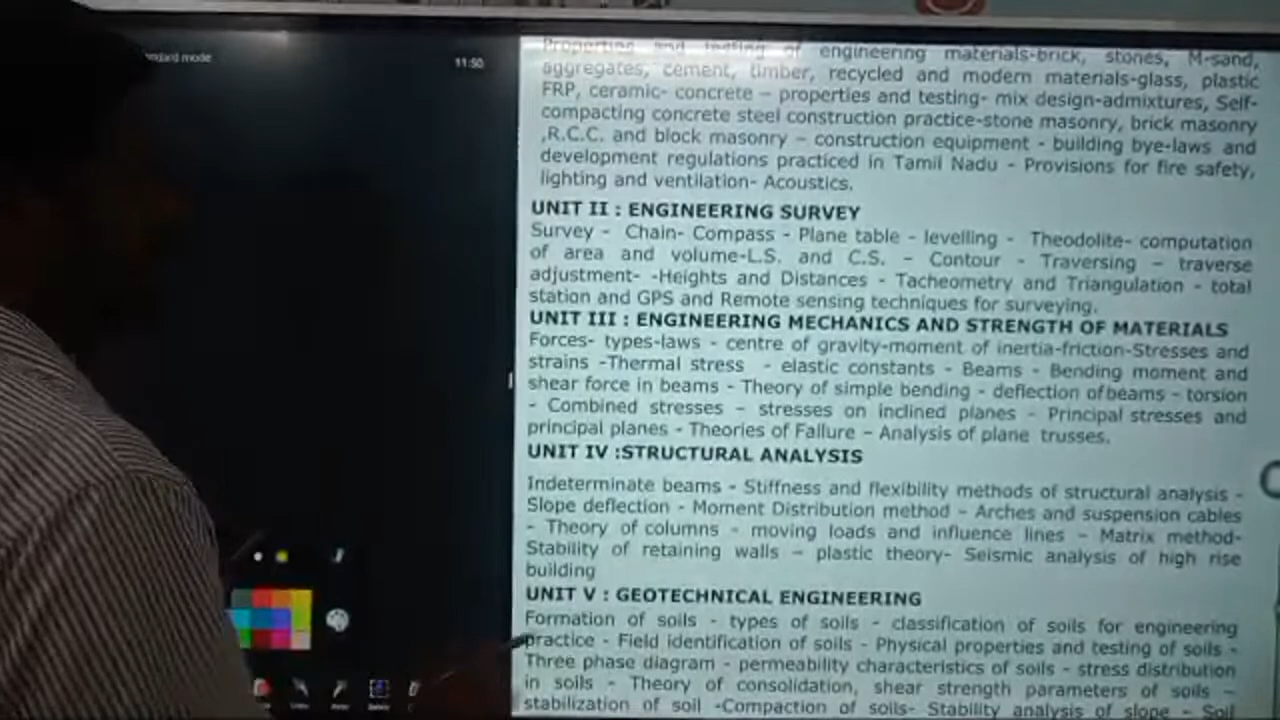 ndard mode
11:50
Properties and testing of engineering materials-brick, stones, M-sand,
aggregates, cement, timber, recycled and modern materials-glass, plastic
FRP, ceramic- concrete – properties and testing- mix design-admixtures, Self-
compacting concrete steel construction practice-stone masonry, brick masonry
,R.C.C. and block masonry – construction equipment - building bye-laws and
development regulations practiced in Tamil Nadu - Provisions for fire safety,
lighting and ventilation- Acoustics.
UNIT II : ENGINEERING SURVEY
Survey - Chain- Compass - Plane table - levelling - Theodolite- computation
of area and volume-L.S. and C.S. – Contour - Traversing – traverse
adjustment- -Heights and Distances - Tacheometry and Triangulation - total
station and GPS and Remote sensing techniques for surveying.
UNIT III : ENGINEERING MECHANICS AND STRENGTH OF MATERIALS
Forces- types-laws - centre of gravity-moment of inertia-friction-Stresses and
strains -Thermal stress - elastic constants - Beams - Bending moment and
shear force in beams - Theory of simple bending - deflection of beams - torsion
- Combined stresses – stresses on inclined planes - Principal stresses and
principal planes - Theories of Failure – Analysis of plane trusses.
UNIT IV :STRUCTURAL ANALYSIS
Indeterminate beams - Stiffness and flexibility methods of structural analysis -
Slope deflection - Moment Distribution method – Arches and suspension cables
- Theory of columns - moving loads and influence lines – Matrix method-
Stability of retaining walls – plastic theory- Seismic analysis of high rise
building
UNIT V : GEOTECHNICAL ENGINEERING
Formation of soils - types of soils - classification of soils for engineering
practice - Field identification of soils - Physical properties and testing of soils -
Three phase diagram - permeability characteristics of soils - stress distribution
in soils - Theory of consolidation, shear strength parameters of soils –
stabilization of soil -Compaction of soils- Stability analysis of slope – Soil